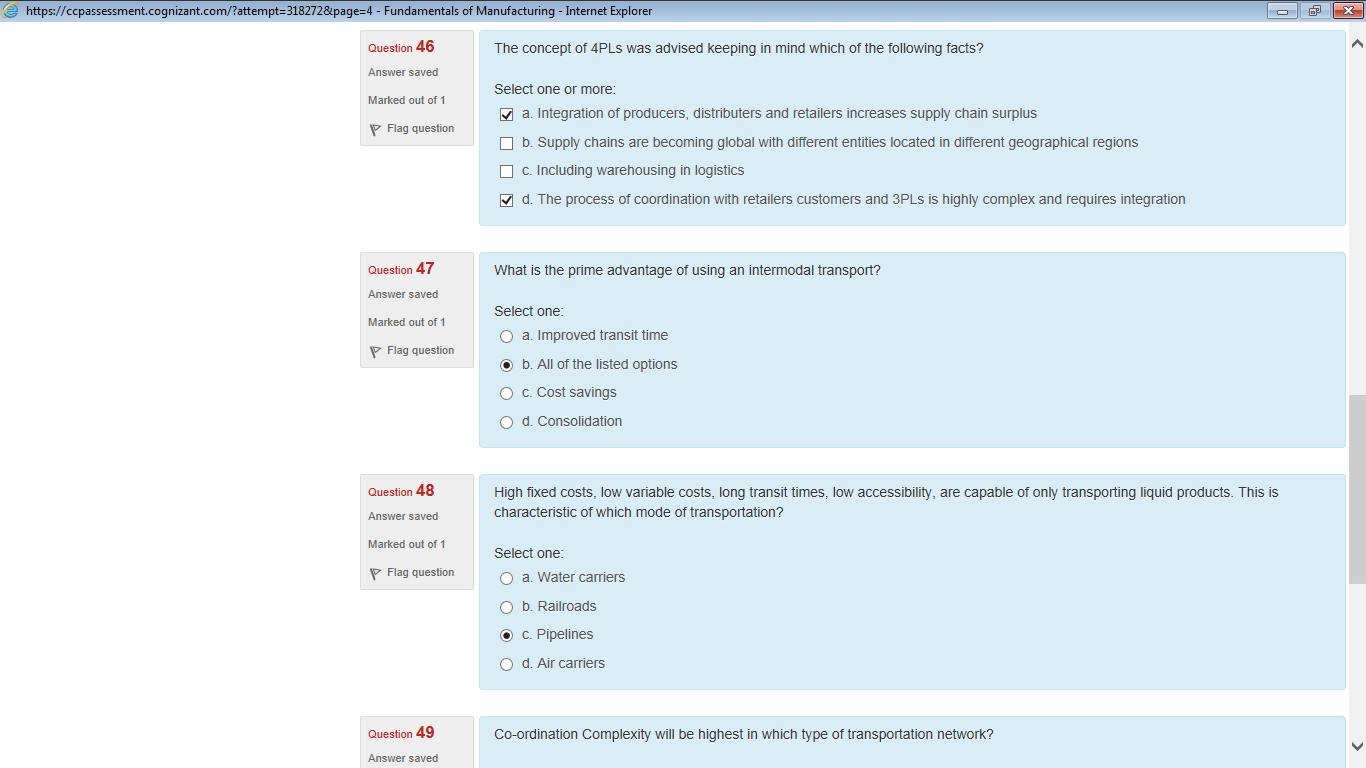 https://ccpassessment.cognizant.com/?attempt=318272&page=4 - Fundamentals of Manufacturing - Internet Explorer
Question 46
Answer saved
Marked out of 1
Flag question
The concept of 4PLs was advised keeping in mind which of the following facts?
Select one or more:
a. Integration of producers, distributers and retailers increases supply chain surplus
b. Supply chains are becoming global with different entities located in different geographical regions
c. Including warehousing in logistics
d. The process of coordination with retailers customers and 3PLs is highly complex and requires integration
Question 47
Answer saved
Marked out of 1
Flag question
What is the prime advantage of using an intermodal transport?
Select one:
a. Improved transit time
b. All of the listed options
c. Cost savings
d. Consolidation
Question 48
Answer saved
Marked out of 1
Flag question
High fixed costs, low variable costs, long transit times, low accessibility, are capable of only transporting liquid products. This is
characteristic of which mode of transportation?
Select one:
a. Water carriers
b. Railroads
c. Pipelines
d. Air carriers
Question 49
Answer saved
Co-ordination Complexity will be highest in which type of transportation network?